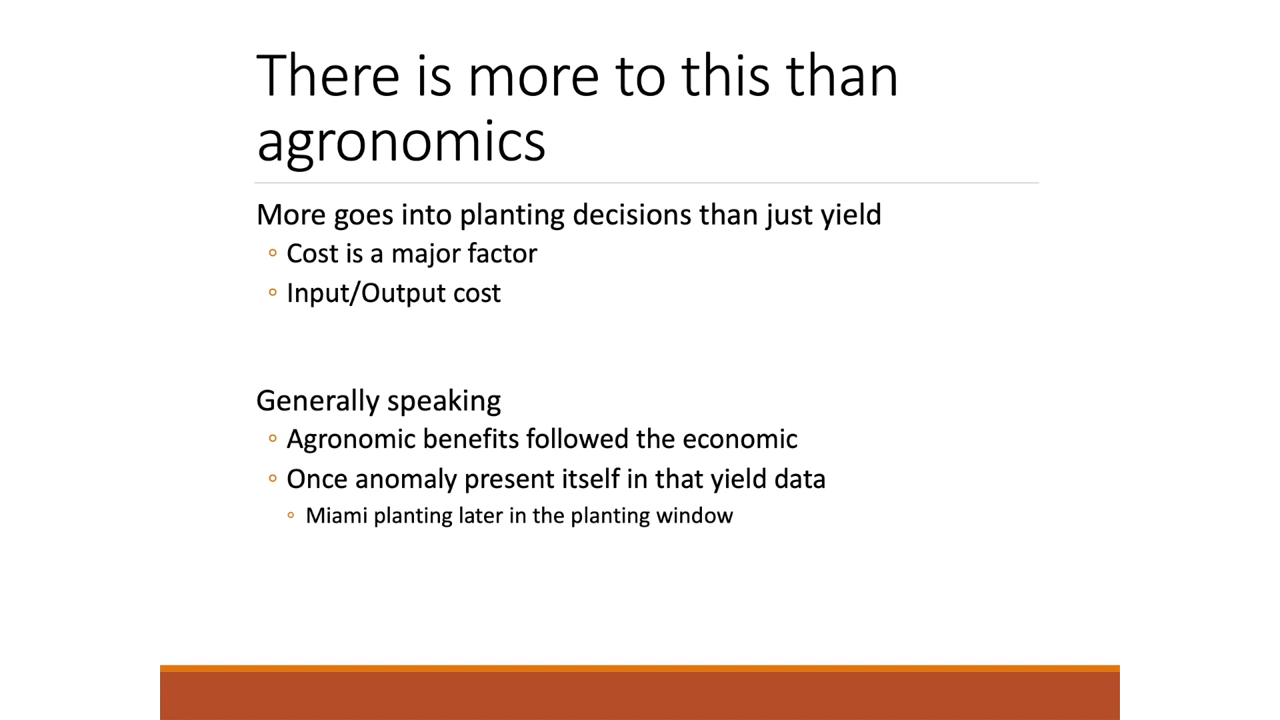 There is more to this than
agronomics
More goes into planting decisions than just yield
◦ Cost is a major factor
◦ Input/Output cost
Generally speaking
◦ Agronomic benefits followed the economic
◦ Once anomaly present itself in that yield data
◦ Miami planting later in the planting window